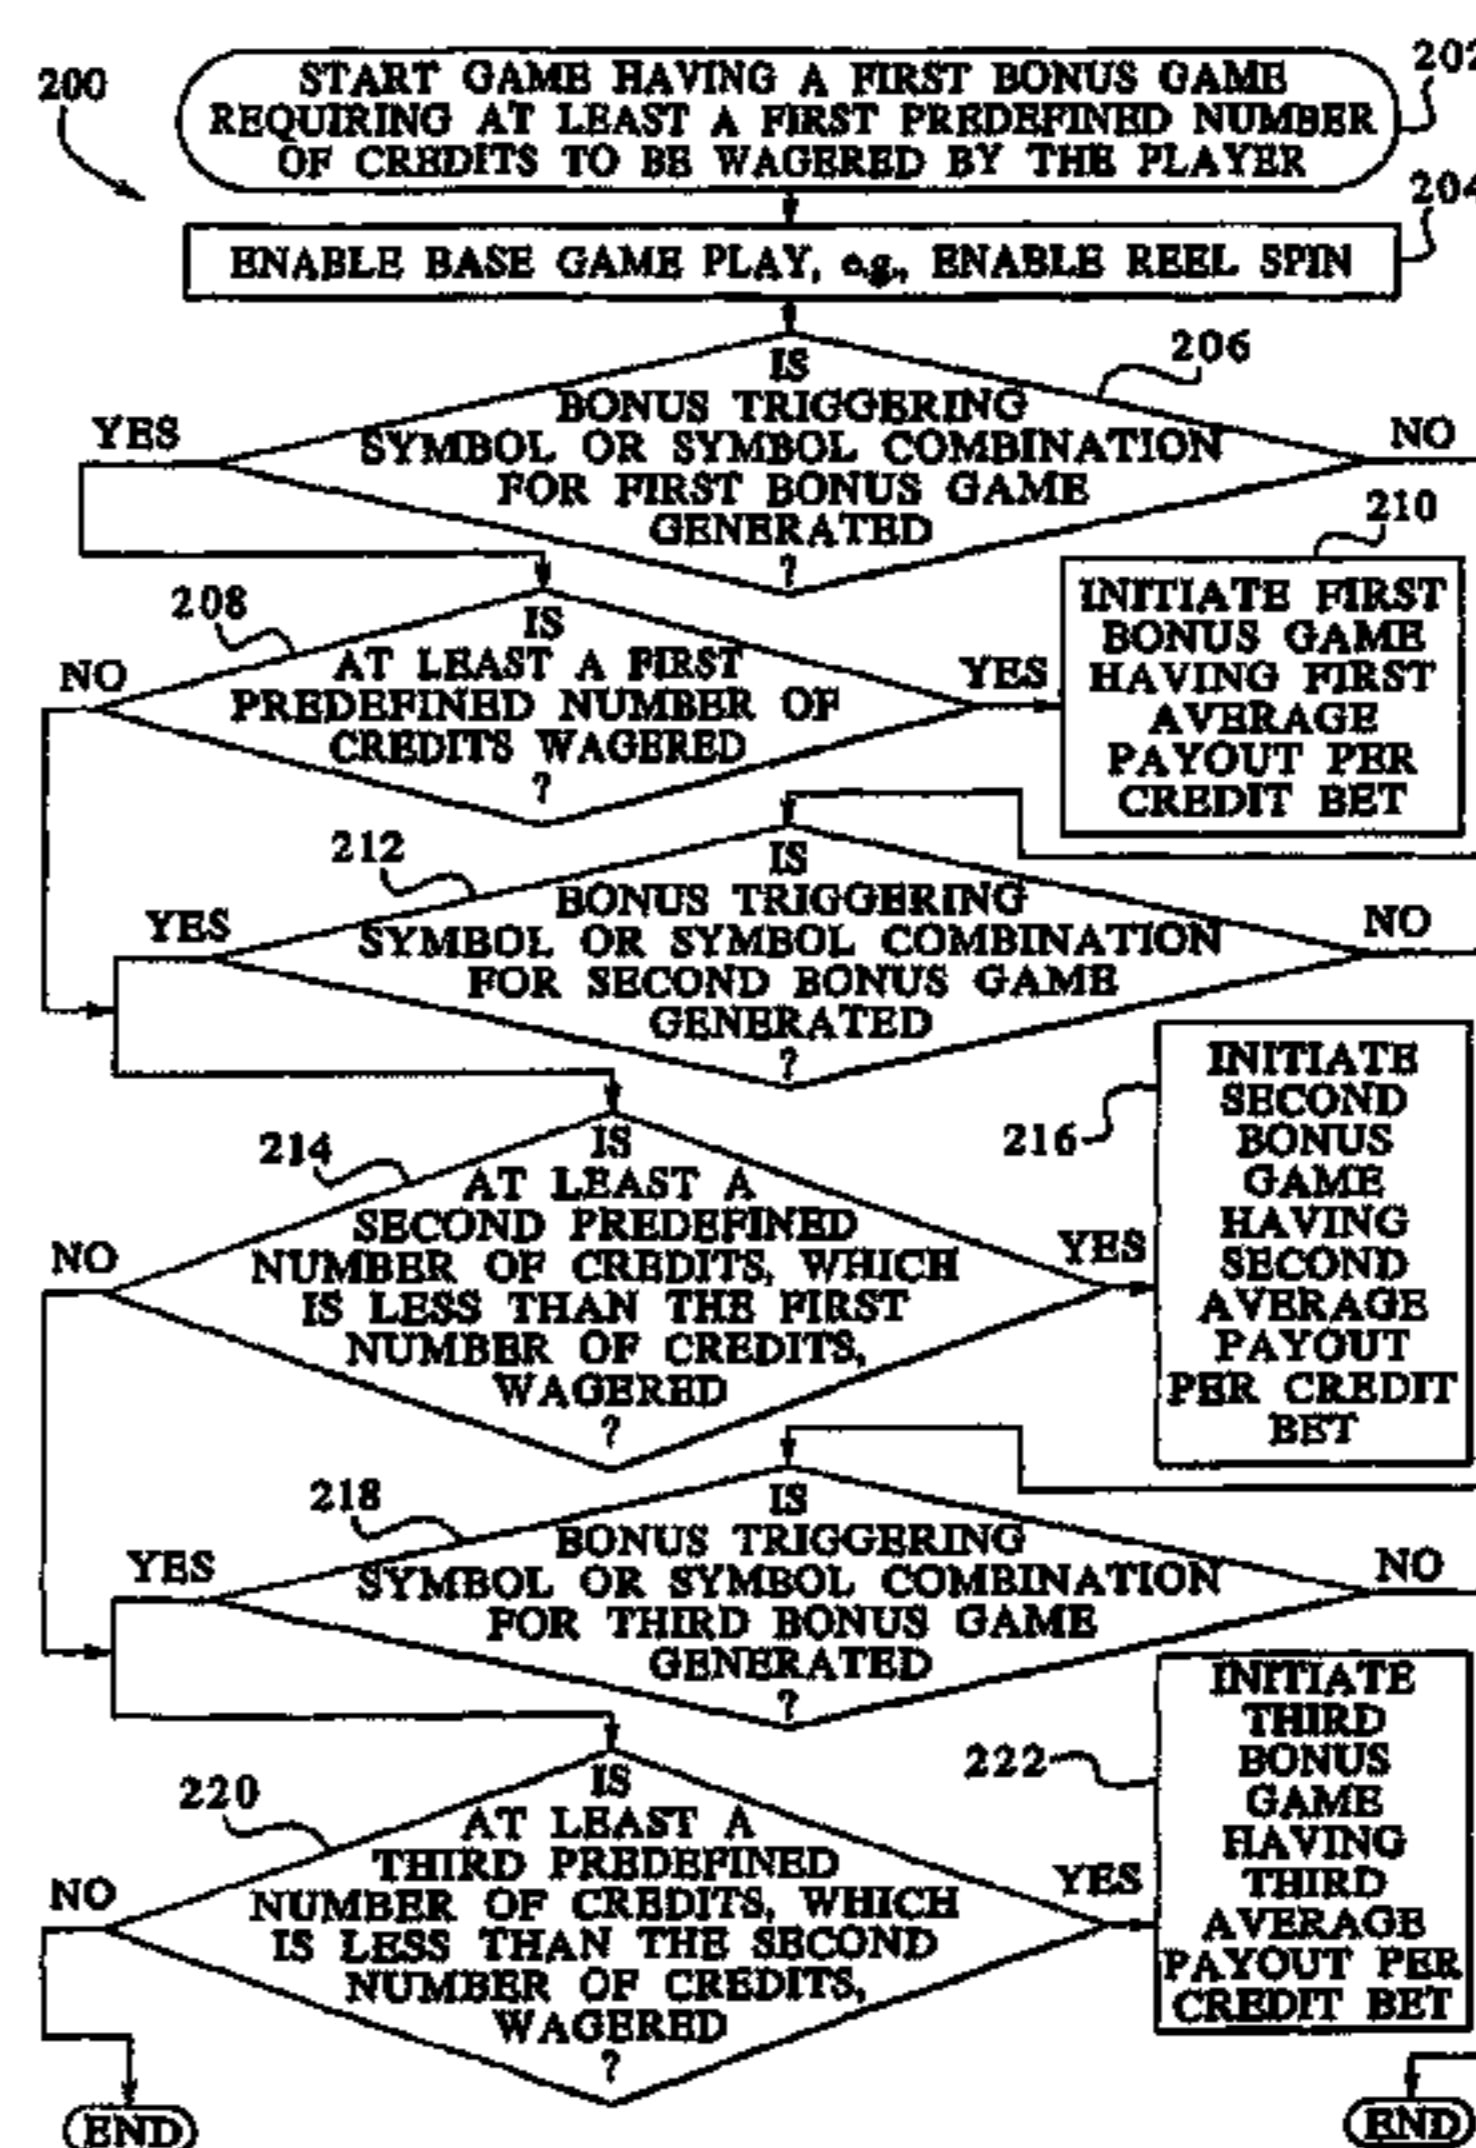 200
START GAME HAVING A FIRST BONUS GAME
REQUIRING AT LEAST A FIRST PREDEFINED NUMBER
OF CREDITS TO BE WAGERED BY THE PLAYER
202
204
ENABLE BASE GAME PLAY, e.g., ENABLE REEL SPIN
206
IS
BONUS TRIGGERING
SYMBOL OR SYMBOL COMBINATION
FOR FIRST BONUS GAME
GENERATED
?
YES
NO
208
IS
AT LEAST A FIRST
PREDEFINED NUMBER OF
CREDITS WAGERED
?
NO
YES
210
INITIATE FIRST
BONUS GAME
HAVING FIRST
AVERAGE
PAYOUT PER
CREDIT BET
212
IS
BONUS TRIGGERING
SYMBOL OR SYMBOL COMBINATION
FOR SECOND BONUS GAME
GENERATED
?
YES
NO
214
IS
AT LEAST A
SECOND PREDEFINED
NUMBER OF CREDITS, WHICH
IS LESS THAN THE FIRST
NUMBER OF CREDITS,
WAGERED
?
NO
YES
216
INITIATE
SECOND
BONUS
GAME
HAVING
SECOND
AVERAGE
PAYOUT
PER CREDIT
BET
218
IS
BONUS TRIGGERING
SYMBOL OR SYMBOL COMBINATION
FOR THIRD BONUS GAME
GENERATED
?
YES
NO
220
IS
AT LEAST A
THIRD PREDEFINED
NUMBER OF CREDITS, WHICH
IS LESS THAN THE SECOND
NUMBER OF CREDITS,
WAGERED
?
NO
YES
222
INITIATE
THIRD
BONUS
GAME
HAVING
THIRD
AVERAGE
PAYOUT PER
CREDIT BET
END
END